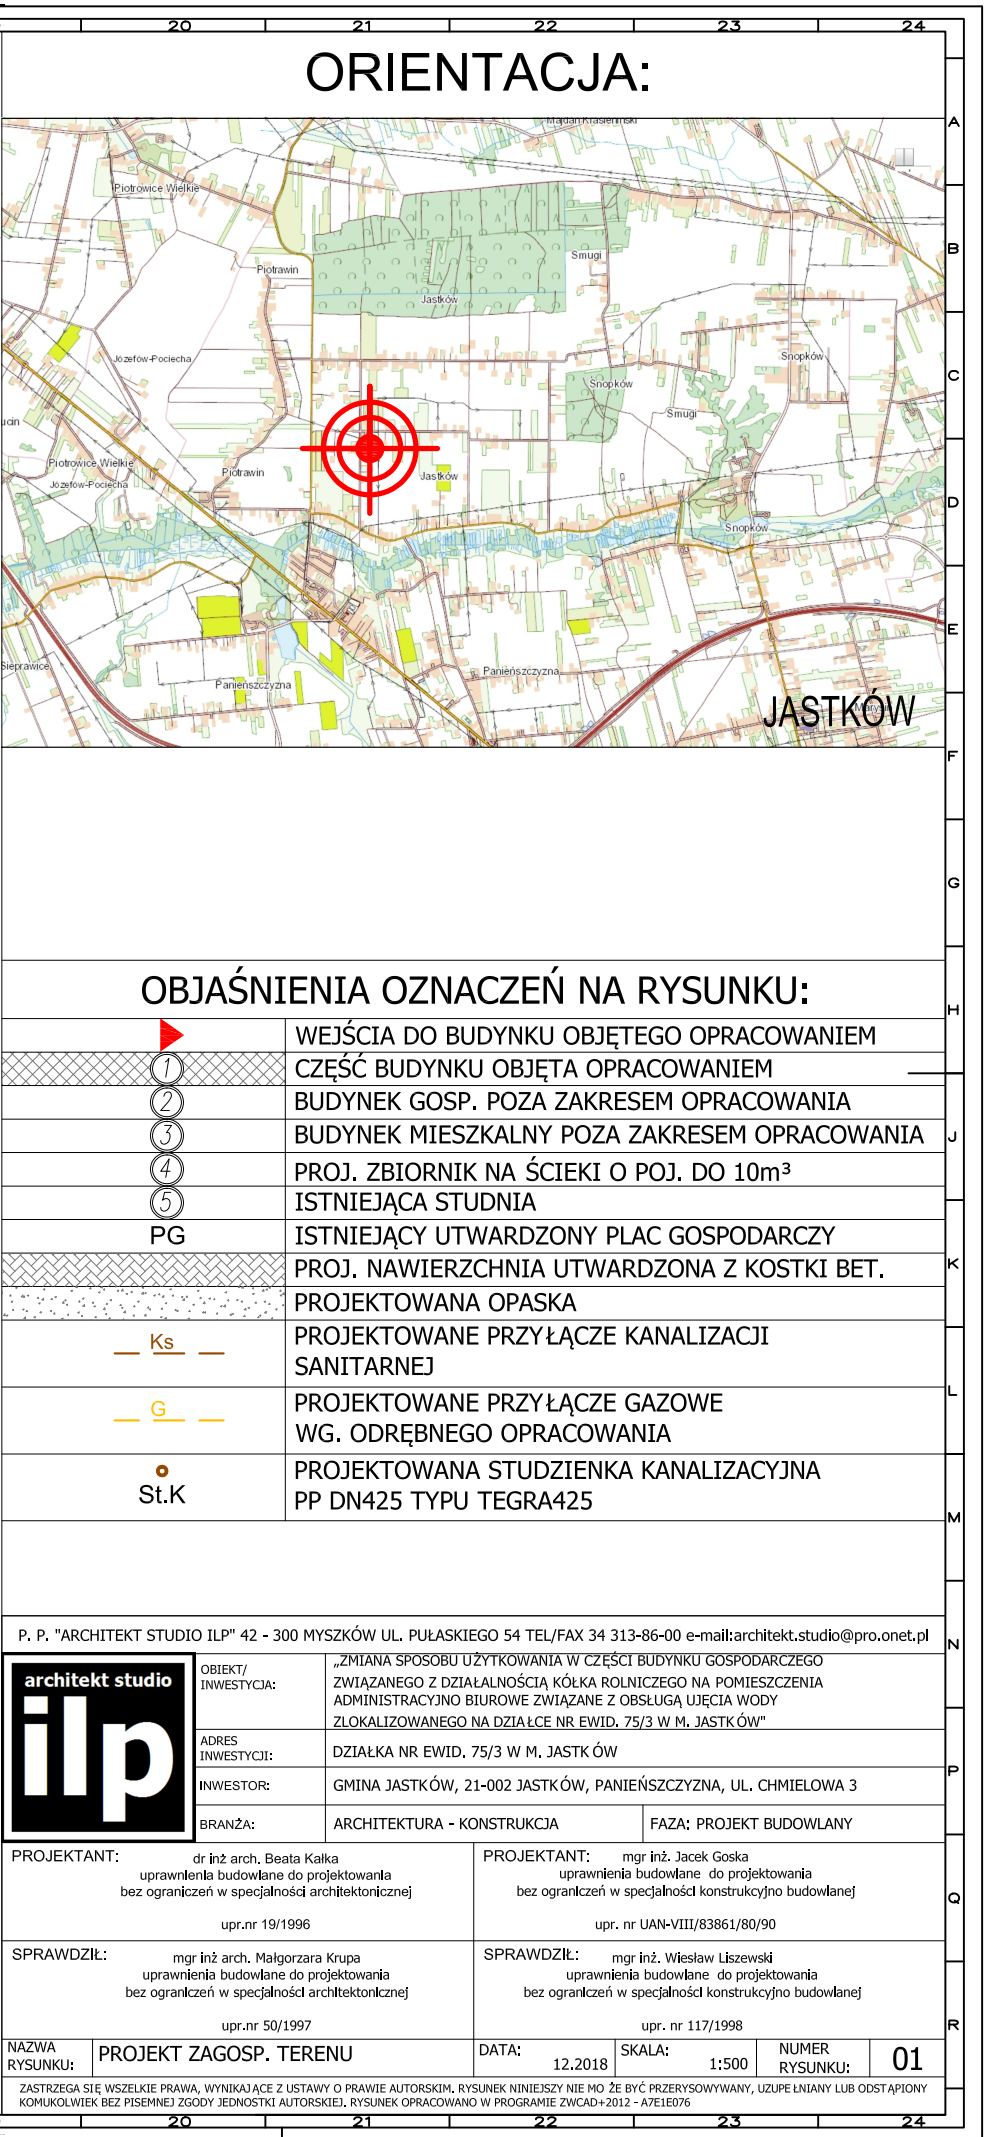 20 21 22 23 24
ORIENTACJA:
A
Majdan Krasieniński
Piotrowice Wielkie
B
Smugi
Piotrawin
Jastków
Józefów-Pociecha
Snopków
C
Snopków
Smugi
ucin
Piotrowice Wielkie
Piotrawin
Jastków
Józefów-Pociecha
D
Snopków
E
Sieprawice
Panieńszczyzna
Panieńszczyzna
Marysin
JASTKÓW
F
G
OBJAŚNIENIA OZNACZEŃ NA RYSUNKU:
H
WEJŚCIA DO BUDYNKU OBJĘTEGO OPRACOWANIEM
1 CZĘŚĆ BUDYNKU OBJĘTA OPRACOWANIEM
2 BUDYNEK GOSP. POZA ZAKRESEM OPRACOWANIA
3 BUDYNEK MIESZKALNY POZA ZAKRESEM OPRACOWANIA
J
4 PROJ. ZBIORNIK NA ŚCIEKI O POJ. DO 10m³
5 ISTNIEJĄCA STUDNIA
PG ISTNIEJĄCY UTWARDZONY PLAC GOSPODARCZY
K
PROJ. NAWIERZCHNIA UTWARDZONA Z KOSTKI BET.
PROJEKTOWANA OPASKA
Ks PROJEKTOWANE PRZYŁĄCZE KANALIZACJI
SANITARNEJ
L
G PROJEKTOWANE PRZYŁĄCZE GAZOWE
WG. ODRĘBNEGO OPRACOWANIA
St.K PROJEKTOWANA STUDZIENKA KANALIZACYJNA
PP DN425 TYPU TEGRA425
M
P. P. "ARCHITEKT STUDIO ILP" 42 - 300 MYSZKÓW UL. PUŁASKIEGO 54 TEL/FAX 34 313-86-00 e-mail:architekt.studio@pro.onet.pl
N
architekt studio
ilp
OBIEKT/
INWESTYCJA:
„ZMIANA SPOSOBU UŻYTKOWANIA W CZĘŚCI BUDYNKU GOSPODARCZEGO
ZWIĄZANEGO Z DZIAŁALNOŚCIĄ KÓŁKA ROLNICZEGO NA POMIESZCZENIA
ADMINISTRACYJNO BIUROWE ZWIĄZANE Z OBSŁUGĄ UJĘCIA WODY
ZLOKALIZOWANEGO NA DZIAŁCE NR EWID. 75/3 W M. JASTKÓW"
ADRES
INWESTYCJI:
DZIAŁKA NR EWID. 75/3 W M. JASTKÓW
P
INWESTOR: GMINA JASTKÓW, 21-002 JASTKÓW, PANIEŃSZCZYZNA, UL. CHMIELOWA 3
BRANŻA: ARCHITEKTURA - KONSTRUKCJA FAZA: PROJEKT BUDOWLANY
PROJEKTANT: dr inż arch. Beata Kałka
uprawnienia budowlane do projektowania
bez ograniczeń w specjalności architektonicznej
upr.nr 19/1996
PROJEKTANT: mgr inż. Jacek Goska
uprawnienia budowlane do projektowania
bez ograniczeń w specjalności konstrukcyjno budowlanej
upr. nr UAN-VIII/83861/80/90
Q
SPRAWDZIŁ: mgr inż arch. Małgorzara Krupa
uprawnienia budowlane do projektowania
bez ograniczeń w specjalności architektonicznej
upr.nr 50/1997
SPRAWDZIŁ: mgr inż. Wiesław Liszewski
uprawnienia budowlane do projektowania
bez ograniczeń w specjalności konstrukcyjno budowlanej
upr. nr 117/1998
R
NAZWA
RYSUNKU:
PROJEKT ZAGOSP. TERENU
DATA:
12.2018
SKALA:
1:500
NUMER
RYSUNKU:
01
ZASTRZEGA SIĘ WSZELKIE PRAWA, WYNIKAJĄCE Z USTAWY O PRAWIE AUTORSKIM. RYSUNEK NINIEJSZY NIE MOŻE BYĆ PRZERYSOWYWANY, UZUPEŁNIANY LUB ODSTĄPIONY
KOMUKOLWIEK BEZ PISEMNEJ ZGODY JEDNOSTKI AUTORSKIEJ. RYSUNEK OPRACOWANO W PROGRAMIE ZWCAD+2012 - A7E1E076
20 21 22 23 24